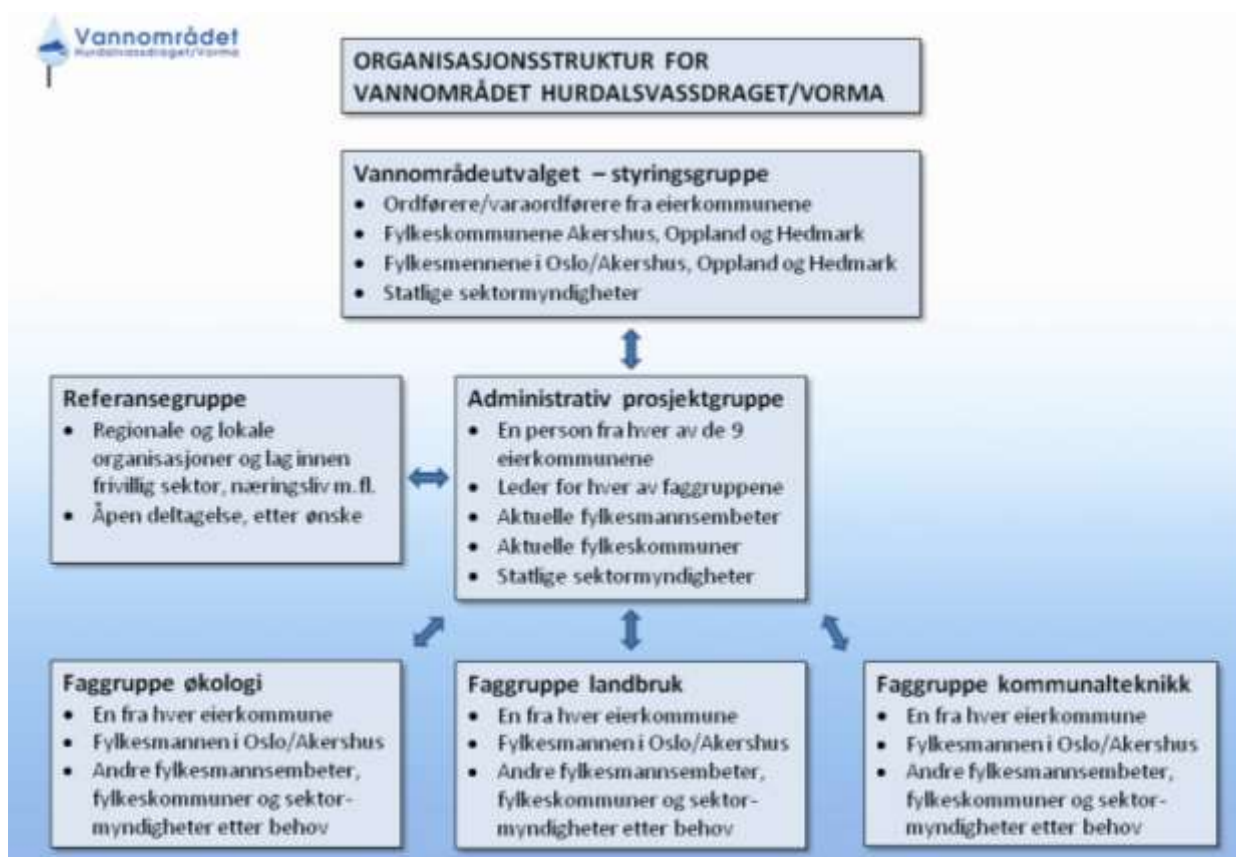 Vannområdet
Hurdalsvassdraget/Vorma
ORGANISASJONSSTRUKTUR FOR
VANNOMRÅDET HURDALSVASSDRAGET/VORMA
Vannområdeutvalget – styringsgruppe
• Ordførere/varaordførere fra eierkommunene
• Fylkeskommunene Akershus, Oppland og Hedmark
• Fylkesmennene i Oslo/Akershus, Oppland og Hedmark
• Statlige sektormyndigheter
Referansegruppe
• Regionale og lokale
organisasjoner og lag innen
frivillig sektor, næringsliv m.fl.
• Åpen deltagelse, etter ønske
Administrativ prosjektgruppe
• En person fra hver av de 9
eierkommunene
• Leder for hver av faggruppene
• Aktuelle fylkesmannsembeter
• Aktuelle fylkeskommuner
• Statlige sektormyndigheter
Faggruppe økologi
• En fra hver eierkommune
• Fylkesmannen i Oslo/Akershus
• Andre fylkesmannsembeter,
fylkeskommuner og sektor-
myndigheter etter behov
Faggruppe landbruk
• En fra hver eierkommune
• Fylkesmannen i Oslo/Akershus
• Andre fylkesmannsembeter,
fylkeskommuner og sektor-
myndigheter etter behov
Faggruppe kommunalteknikk
• En fra hver eierkommune
• Fylkesmannen i Oslo/Akershus
• Andre fylkesmannsembeter,
fylkeskommuner og sektor-
myndigheter etter behov